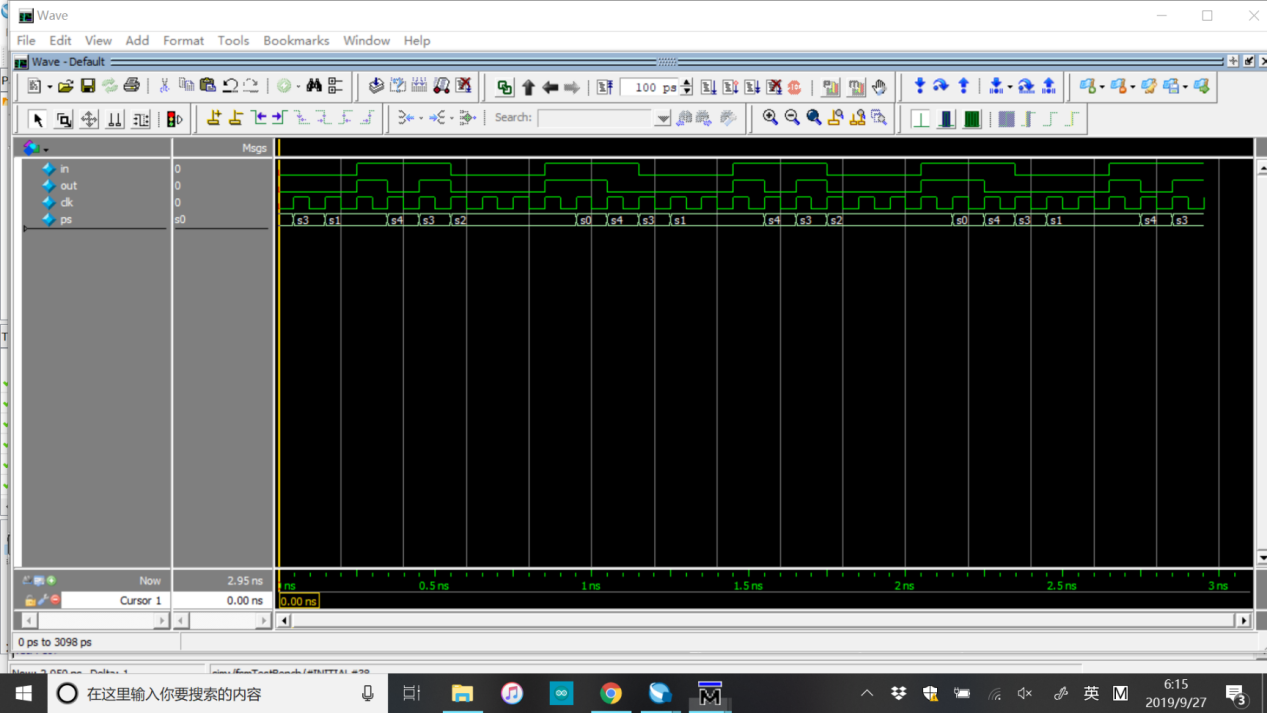 Wave
File Edit View Add Format Tools Bookmarks Window Help
Wave - Default
100 ps
Search:
Msgs
in 0
out 0
clk 0
ps s0 s3 s1 s4 s3 s2 s0 s4 s3 s1 s4 s3 s2 s0 s4 s3 s1 s4 s3
Now 2.95 ns ns 0.5 ns 1 ns 1.5 ns 2 ns 2.5 ns 3 ns
Cursor 1 0.00 ns 0.00 ns
0 ps to 3098 ps
在这里输入你要搜索的内容
英
6:15
2019/9/27
3